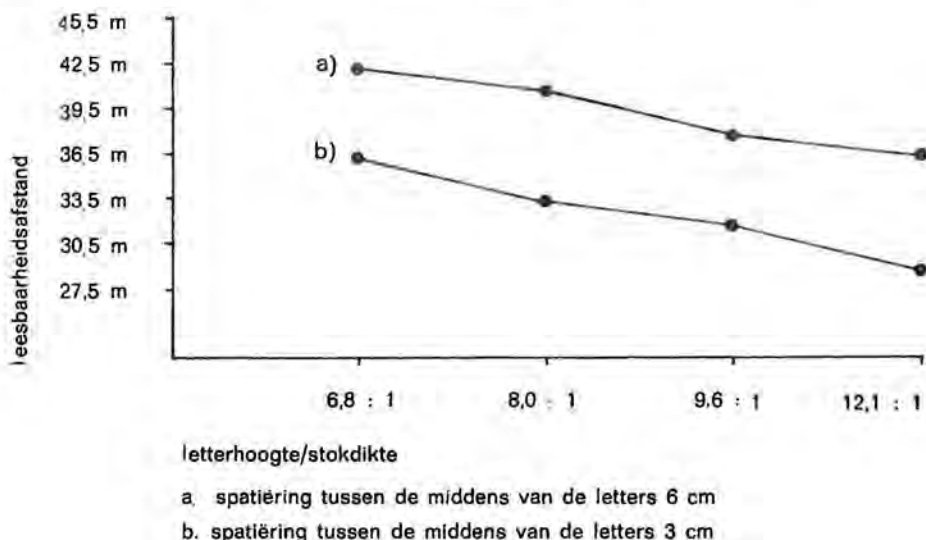 45,5 m
42,5 m
39,5 m
36,5 m
33,5 m
30,5 m
27,5 m
leesbaarheidsafstand
a)
b)
6,8 : 1 8,0 : 1 9,6 : 1 12,1 : 1
letterhoogte/stokdikte
a. spatiëring tussen de middens van de letters 6 cm
b. spatiëring tussen de middens van de letters 3 cm